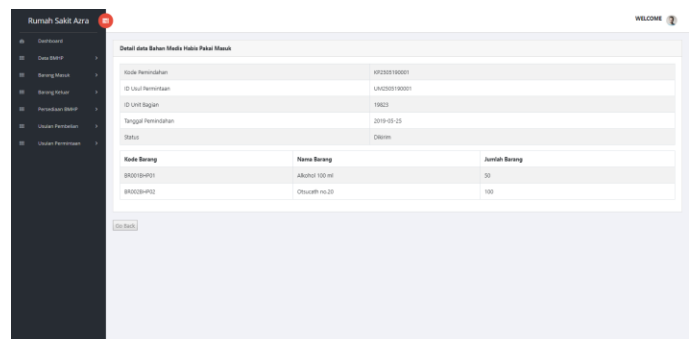 Rumah Sakit Azra
WELCOME
Dashboard
Data BMHP
Barang Masuk
Barang Keluar
Persediaan BMHP
Usulan Pembelian
Usulan Permintaan
Detail data Bahan Medis Habis Pakai Masuk
Kode Pemindahan
ID Usul Permintaan
ID Unit Bagian 19823
Tanggal Pemindahan 2019-05-25
Status Dikirim
Kode Barang Nama Barang Jumlah Barang
BR001BHP01 Alkohol 100 ml 50
BR002BHP02 no.20 100
Go Back